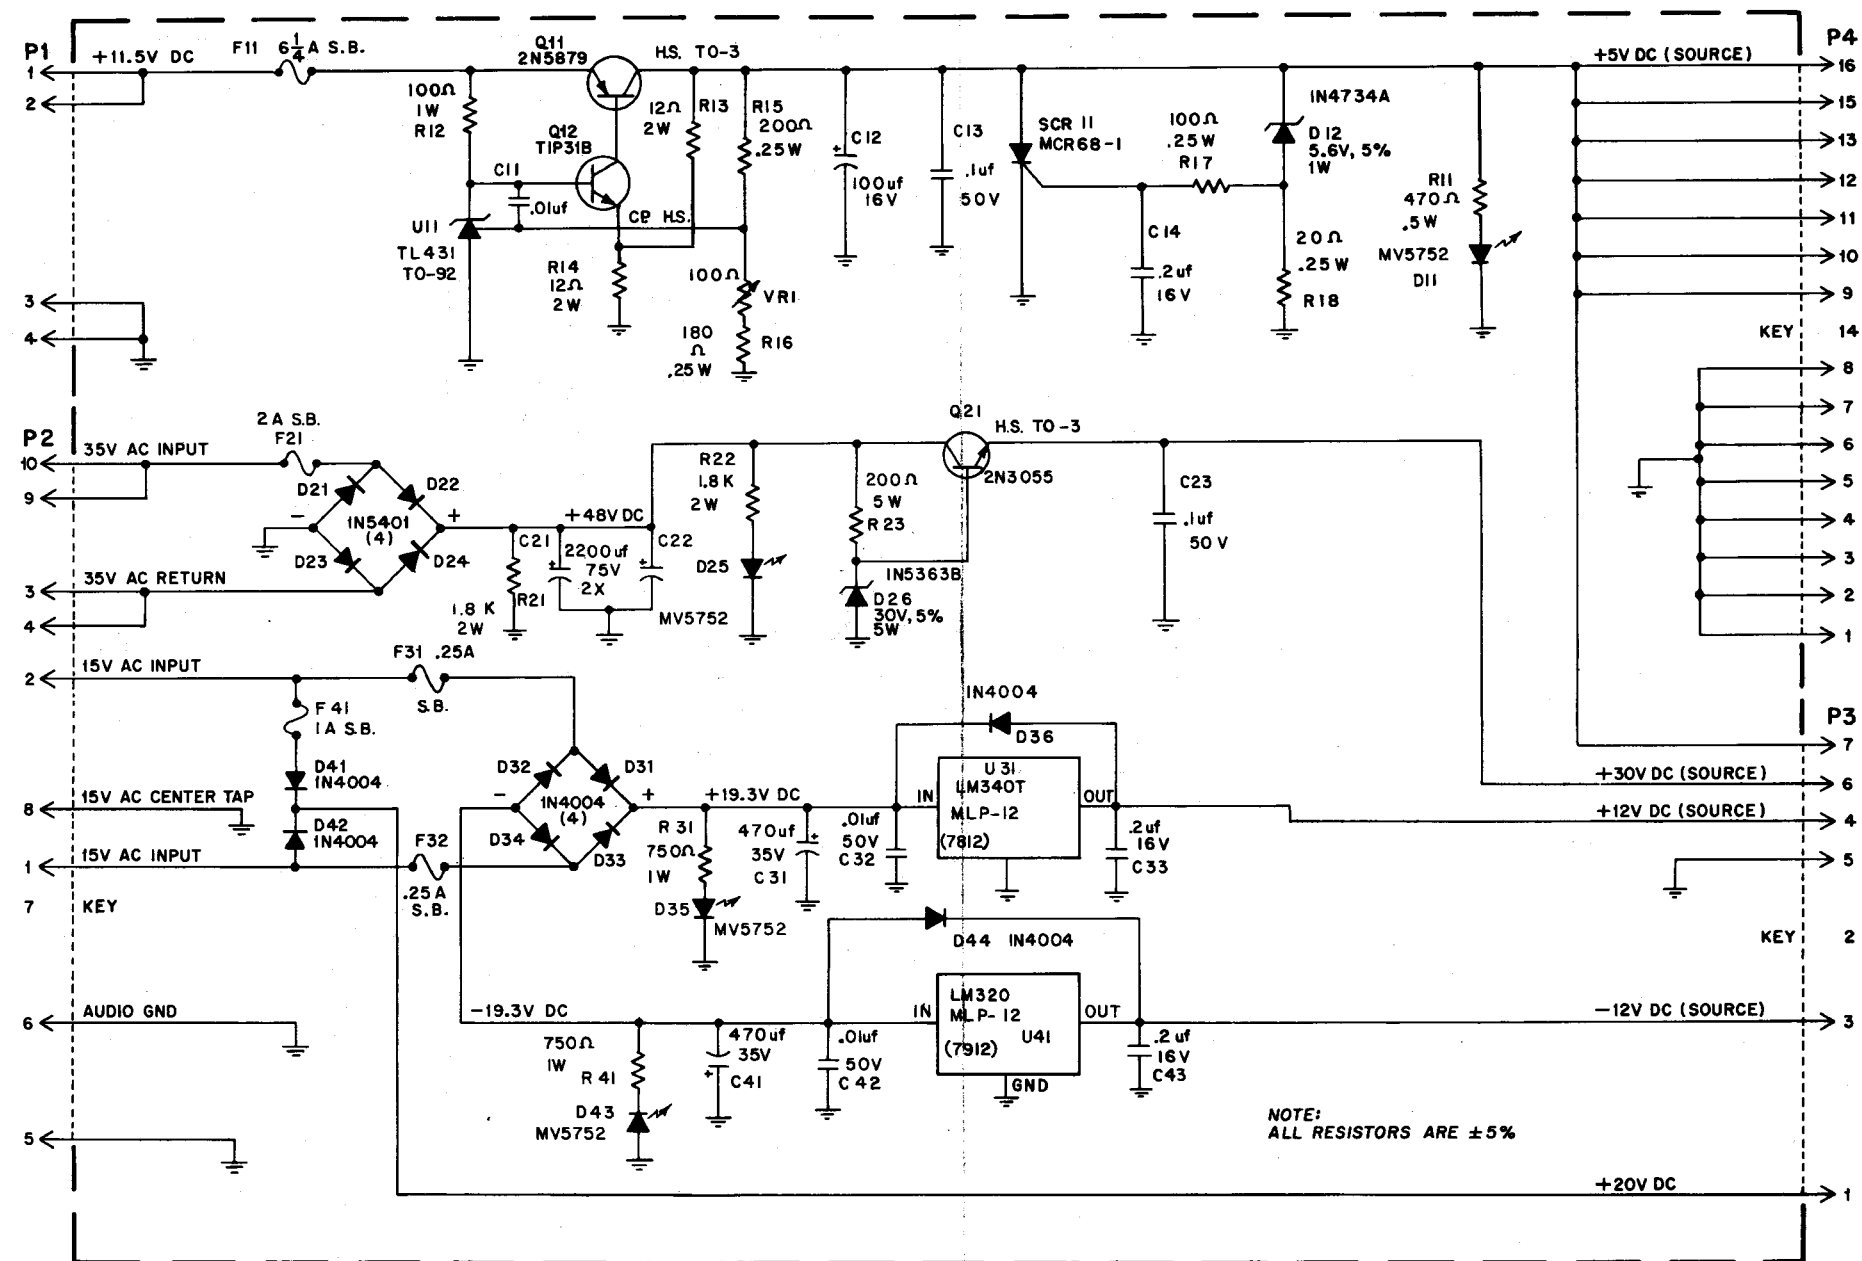 P1
+11.5V DC
F11 6 1/4 A S.B.
Q11
2N5879
H.S. TO-3
+5V DC (SOURCE)
P4
1
2
3
4
100Ω
1W
R12
Q12
TIP31B
12Ω
2W
R13
R15
200Ω
.25W
C11
.01uf
U11
TL431
TO-92
CP. H.S.
R14
12Ω
2W
100Ω
VR1
180
Ω
.25W
R16
C12
100uf
16V
C13
.1uf
50V
SCR 11
MCR68-1
100Ω
.25W
R17
1N4734A
D12
5.6V, 5%
1W
C14
.2uf
16V
20Ω
.25W
R18
R11
470Ω
.5W
MV5752
D11
16
15
13
12
11
10
9
KEY 14
8
7
6
5
4
3
2
1
P2
10
9
3
4
35V AC INPUT
2A S.B.
F21
D21
D22
-
+
1N5401
(4)
D23
D24
35V AC RETURN
+48V DC
C21
2200uf
75V
2X
C22
R21
1.8K
2W
R22
1.8K
2W
D25
MV5752
200Ω
5W
R23
1N5363B
D26
30V, 5%
5W
Q21
H.S. TO-3
2N3055
C23
.1uf
50V
2
15V AC INPUT
F31 .25A
S.B.
F41
1A S.B.
D41
1N4004
8
15V AC CENTER TAP
D42
1N4004
1
15V AC INPUT
F32
.25A
S.B.
7 KEY
D32
D31
-
+
1N4004
(4)
D34
D33
+19.3V DC
R31
750Ω
1W
D35
MV5752
470uf
35V
C31
.01uf
50V
C32
1N4004
D36
IN
U31
LM340T
MLP-12
(7812)
OUT
.2uf
16V
C33
P3
7
+30V DC (SOURCE)
6
+12V DC (SOURCE)
4
5
KEY 2
D44 1N4004
6
AUDIO GND
-19.3V DC
750Ω
1W
R41
D43
MV5752
470uf
35V
C41
.01uf
50V
C42
IN
LM320
MLP-12
(7912)
U41
OUT
GND
.2uf
16V
C43
-12V DC (SOURCE)
3
NOTE:
ALL RESISTORS ARE ±5%
5
+20V DC
1